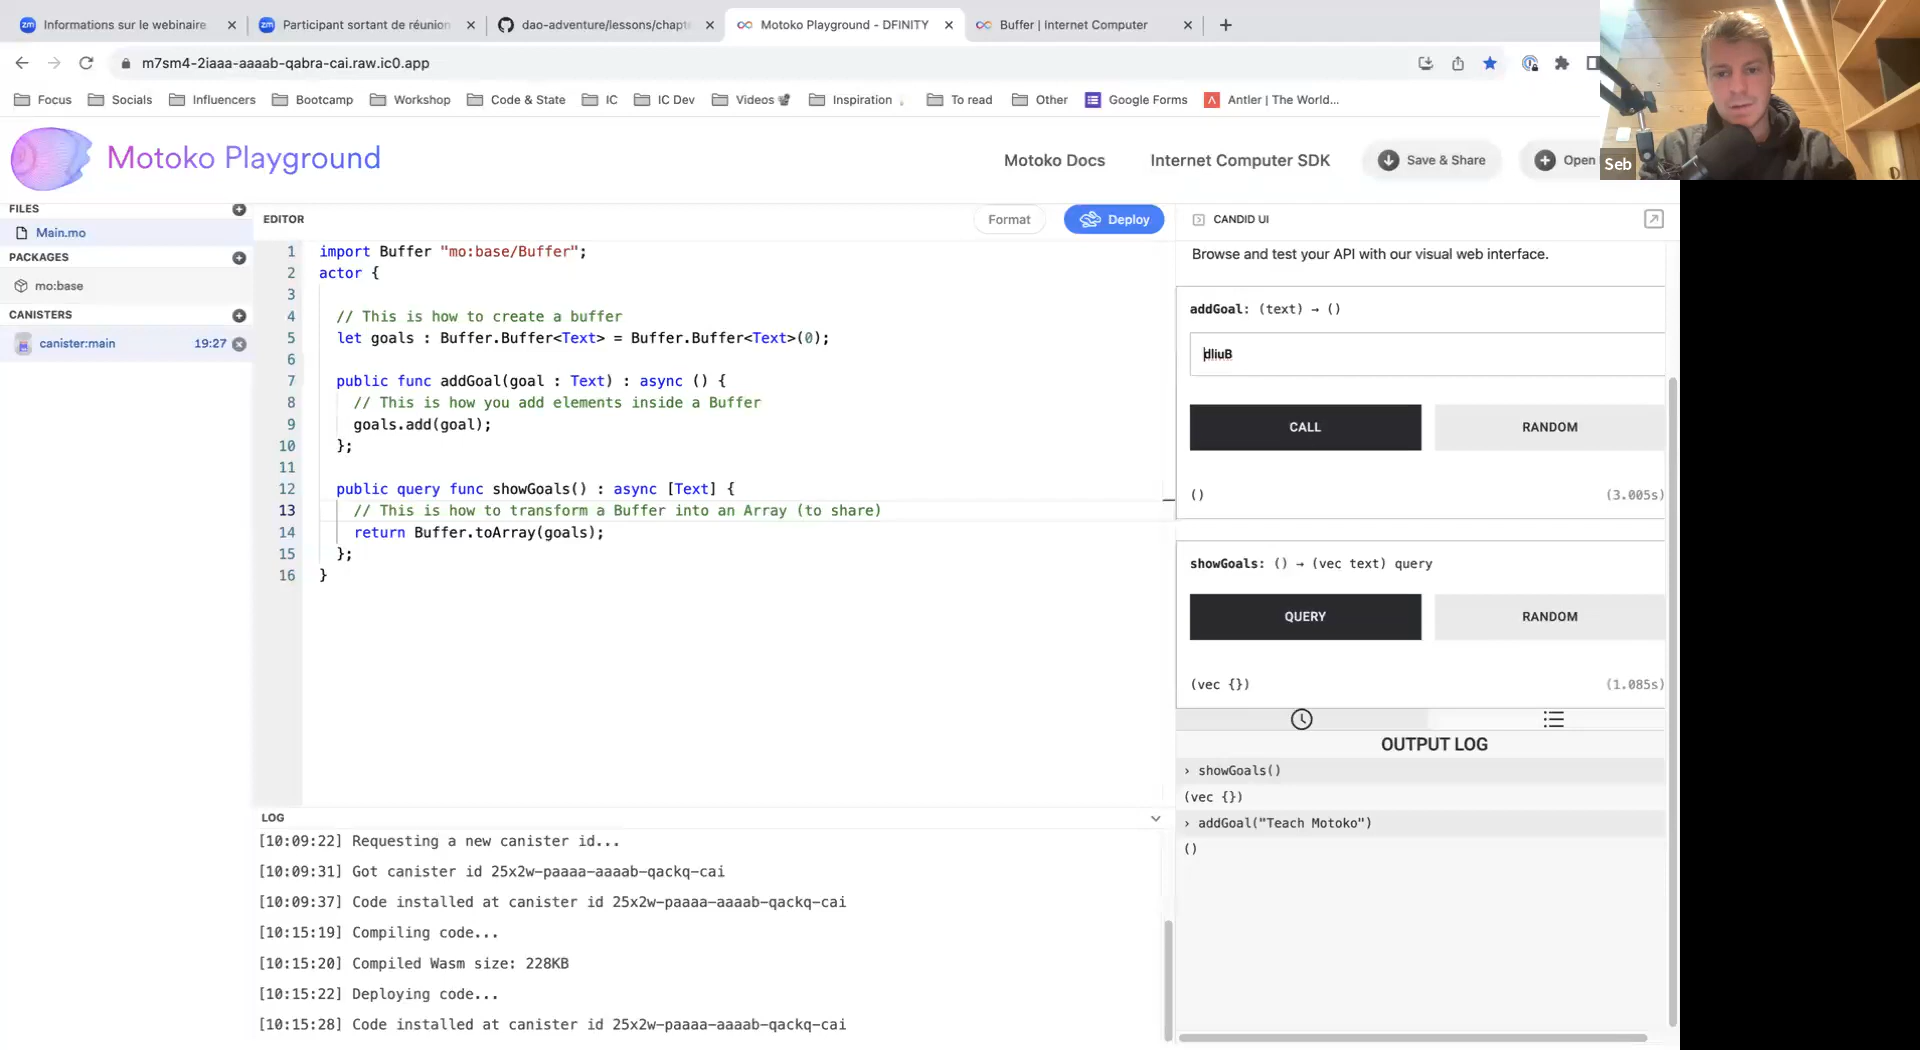 Informations sur le webinaire
Participant sortant de réunion
dao-adventure/lessons/chapt
Motoko Playground - DFINITY
Buffer | Internet Computer
m7sm4-2iaaa-aaaab-qabra-cai.raw.ic0.app
Focus
Socials
Influencers
Bootcamp
Workshop
Code & State
IC
IC Dev
Videos
Inspiration
To read
Other
Google Forms
Antler | The World...
Motoko Playground
Motoko Docs
Internet Computer SDK
Save & Share
Open
Seb
FILES
Main.mo
PACKAGES
mo:base
CANISTERS
canister:main 19:27
EDITOR
Format
Deploy
1 import Buffer "mo:base/Buffer";
2 actor {
3
4 // This is how to create a buffer
5 let goals : Buffer.Buffer<Text> = Buffer.Buffer<Text>(0);
6
7 public func addGoal(goal : Text) : async () {
8 // This is how you add elements inside a Buffer
9 goals.add(goal);
10 };
11
12 public query func showGoals() : async [Text] {
13 // This is how to transform a Buffer into an Array (to share)
14 return Buffer.toArray(goals);
15 };
16 }
LOG
[10:09:22] Requesting a new canister id...
[10:09:31] Got canister id 25x2w-paaaa-aaaab-qackq-cai
[10:09:37] Code installed at canister id 25x2w-paaaa-aaaab-qackq-cai
[10:15:19] Compiling code...
[10:15:20] Compiled Wasm size: 228KB
[10:15:22] Deploying code...
[10:15:28] Code installed at canister id 25x2w-paaaa-aaaab-qackq-cai
CANDID UI
Browse and test your API with our visual web interface.
addGoal: (text) → ()
dliuB
CALL
RANDOM
() (3.005s)
showGoals: () → (vec text) query
QUERY
RANDOM
(vec {}) (1.085s)
OUTPUT LOG
› showGoals()
(vec {})
› addGoal("Teach Motoko")
()